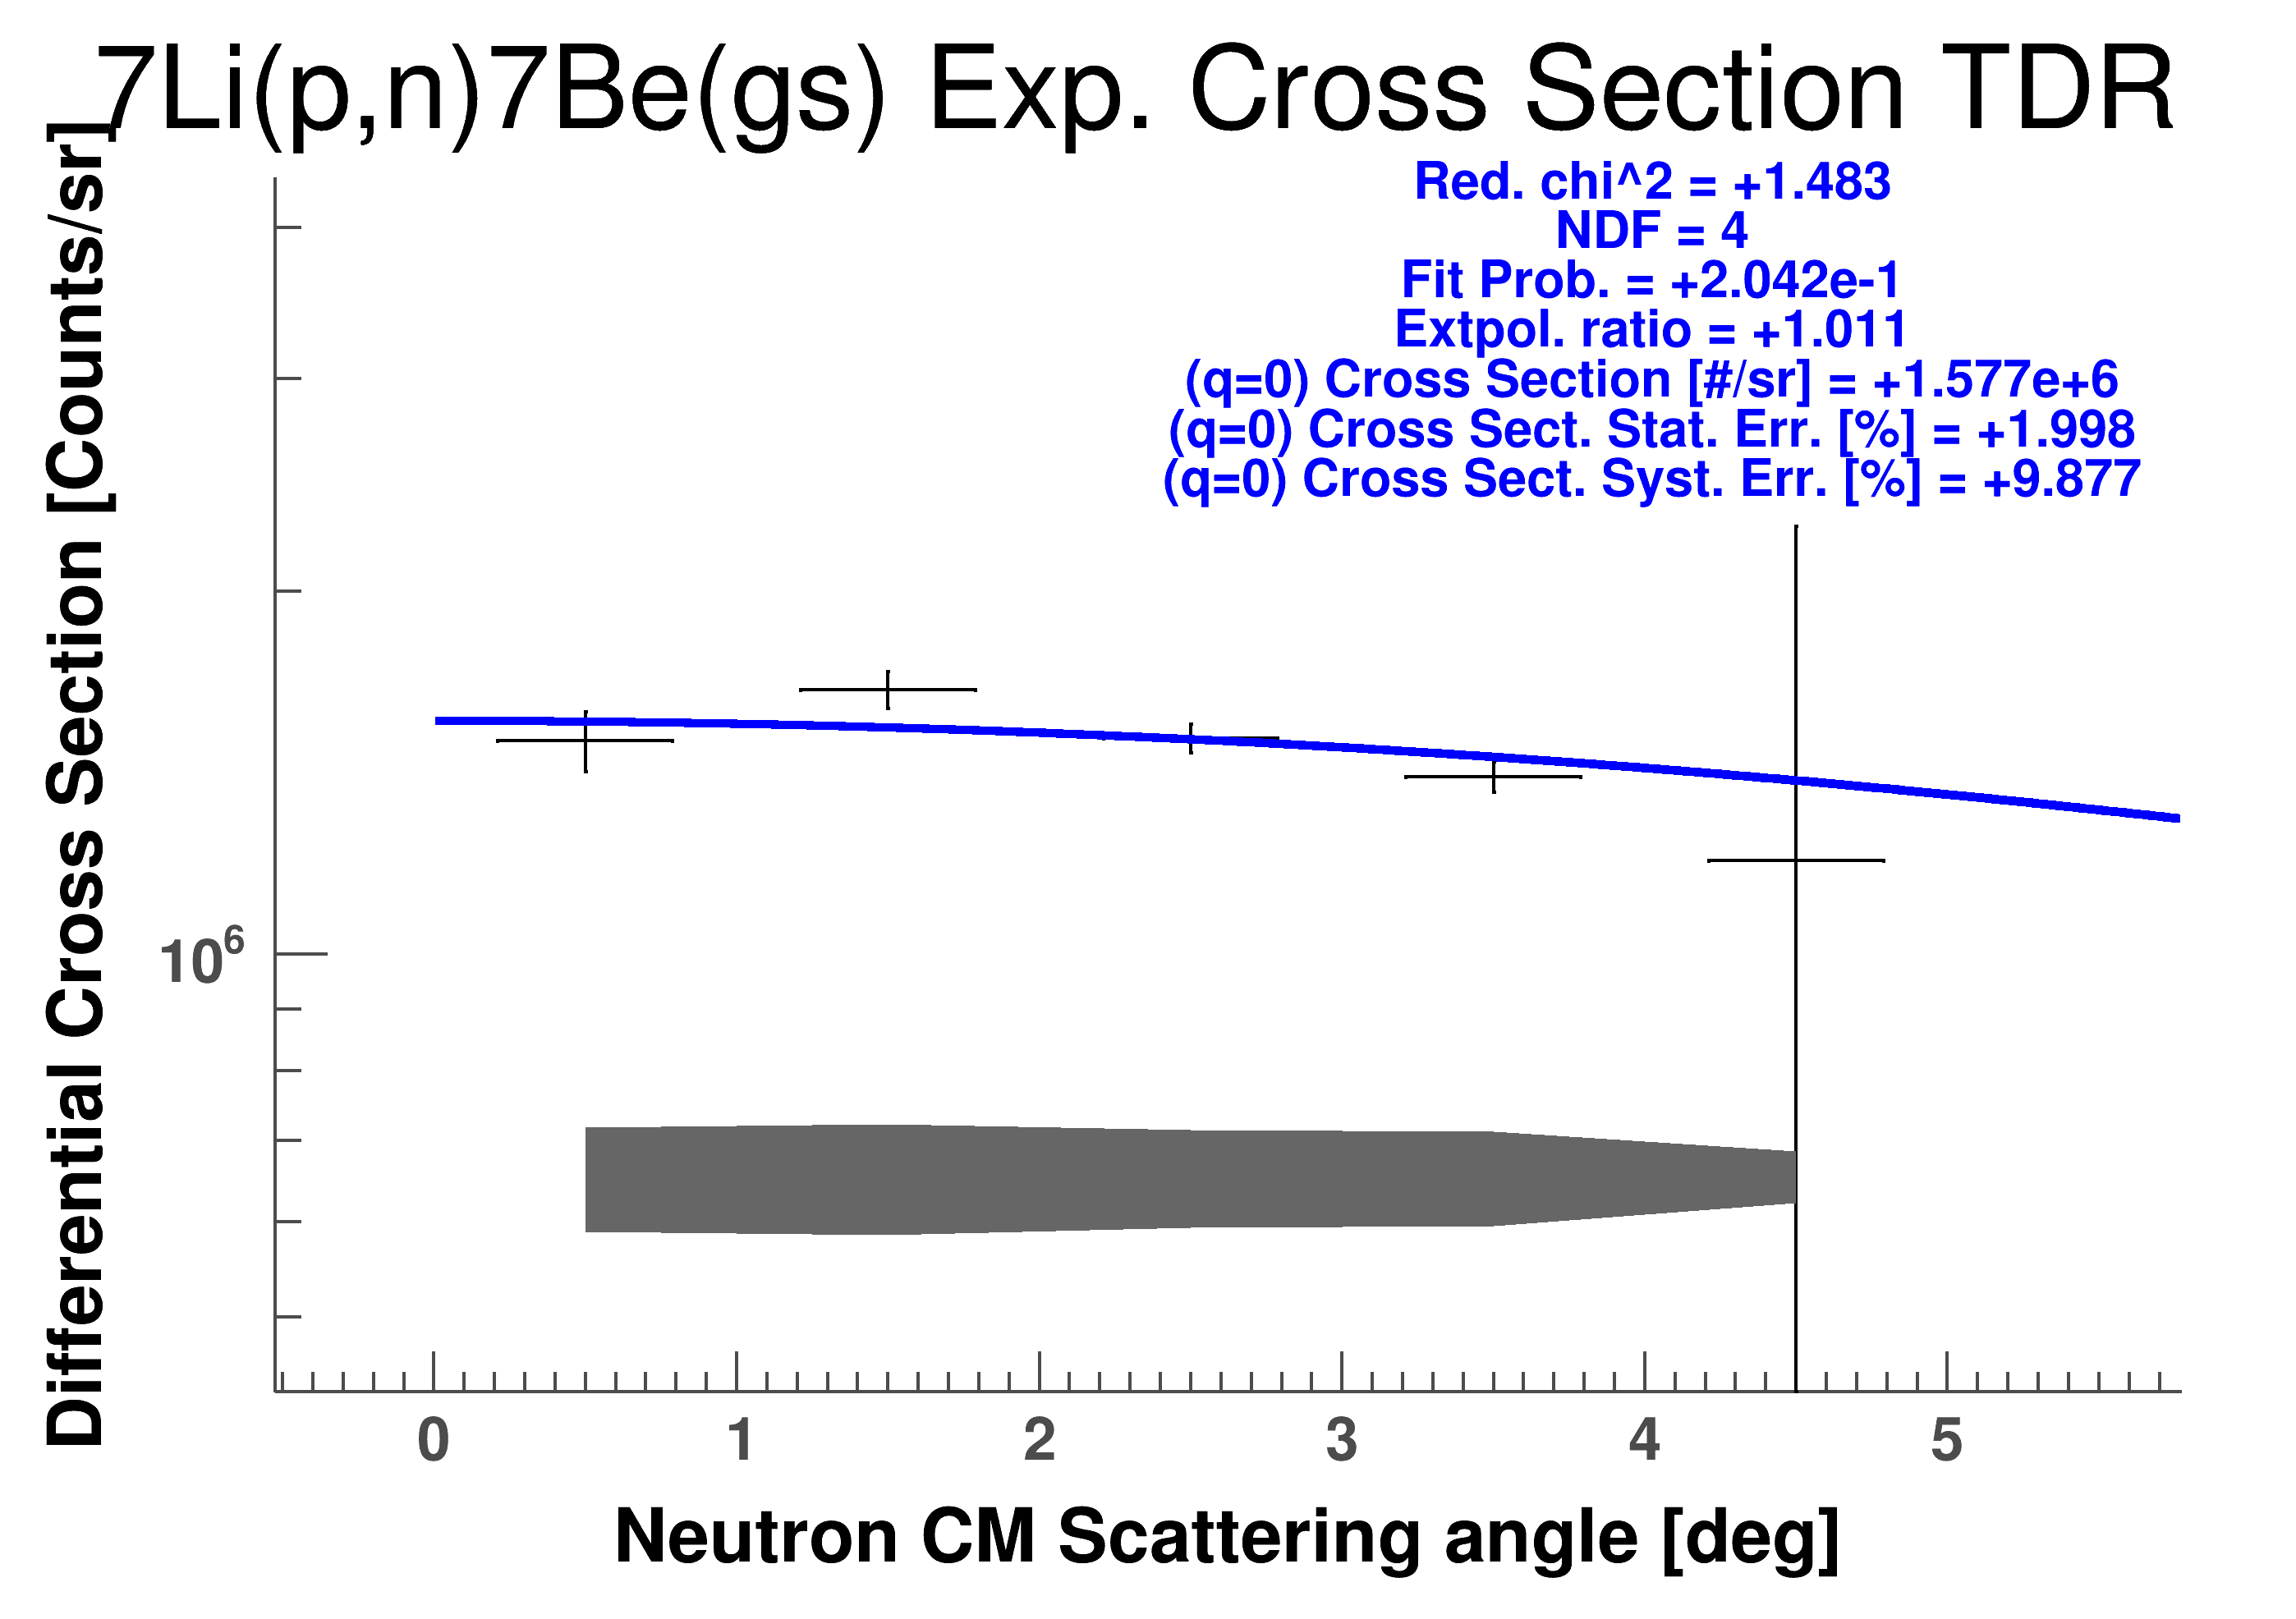 7Li(p,n)7Be(gs) Exp. Cross Section TDR
Red. chi^2 = +1.483
NDF = 4
Fit Prob. = +2.042e-1
Extpol. ratio = +1.011
(q=0) Cross Section [#/sr] = +1.577e+6
(q=0) Cross Sect. Stat. Err. [%] = +1.998
(q=0) Cross Sect. Syst. Err. [%] = +9.877
Differential Cross Section [Counts/sr]
10^6
0 1 2 3 4 5
Neutron CM Scattering angle [deg]